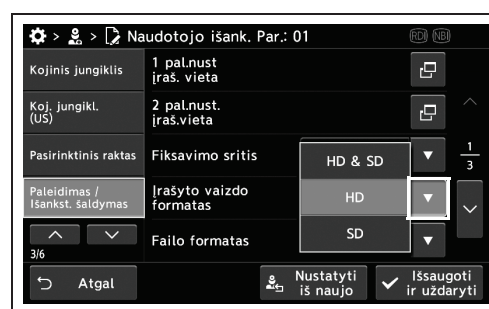 > > Naudotojo išank. Par.: 01 RDI NBI
Kojinis jungiklis
1 pal.nust
įraš. vieta
Koj. jungikl.
(US)
2 pal.nust.
įraš.vieta
Pasirinktinis raktas
Fiksavimo sritis
HD & SD
1
3
Paleidimas /
Išankst. šaldymas
Įrašyto vaizdo
formatas
HD
3/6
Failo formatas
SD
Atgal
Nustatyti
iš naujo
Išsaugoti
ir uždaryti